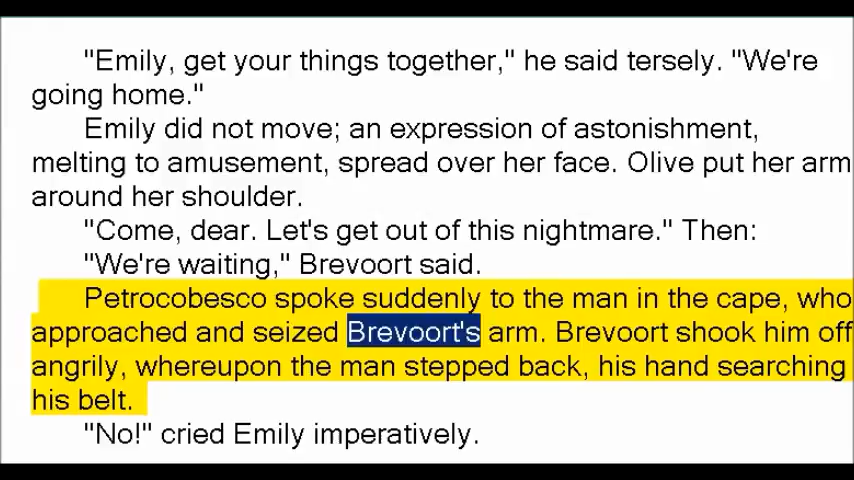 "Emily, get your things together," he said tersely. "We're
going home."
Emily did not move; an expression of astonishment,
melting to amusement, spread over her face. Olive put her arm
around her shoulder.
"Come, dear. Let's get out of this nightmare." Then:
"We're waiting," Brevoort said.
Petrocobesco spoke suddenly to the man in the cape, who
approached and seized Brevoort's arm. Brevoort shook him off
angrily, whereupon the man stepped back, his hand searching
his belt.
"No!" cried Emily imperatively.